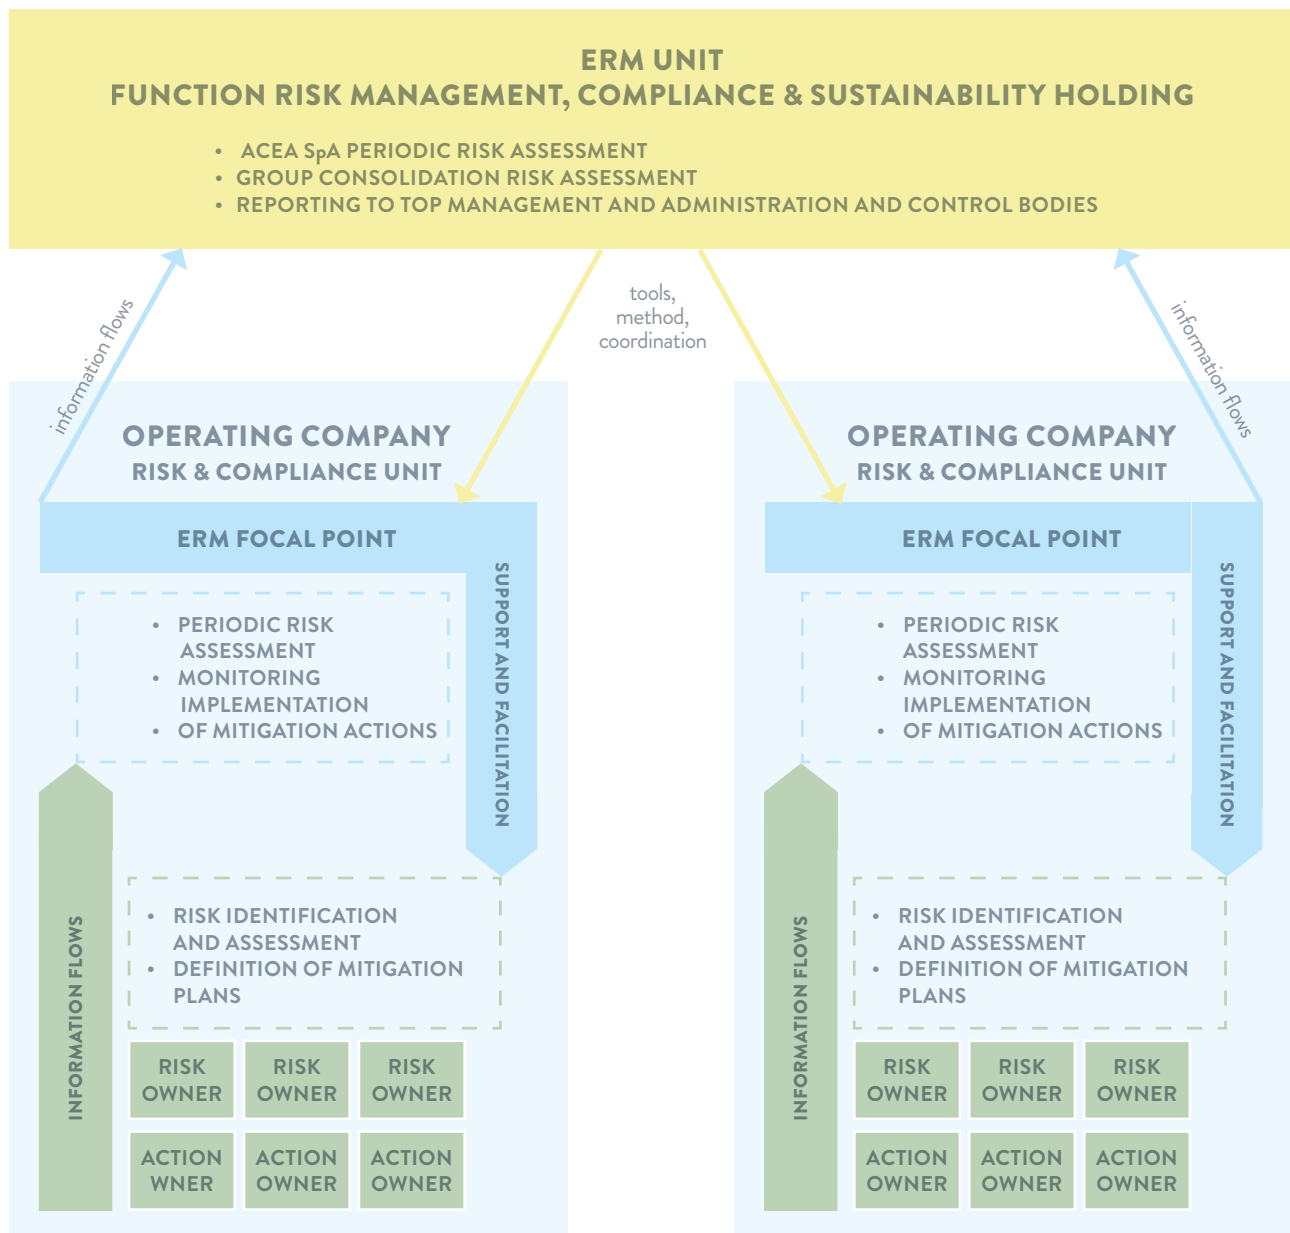 ERM UNIT
FUNCTION RISK MANAGEMENT, COMPLIANCE & SUSTAINABILITY HOLDING
• ACEA SpA PERIODIC RISK ASSESSMENT
• GROUP CONSOLIDATION RISK ASSESSMENT
• REPORTING TO TOP MANAGEMENT AND ADMINISTRATION AND CONTROL BODIES
information flows
tools,
method,
coordination
information flows
OPERATING COMPANY
RISK & COMPLIANCE UNIT
ERM FOCAL POINT
SUPPORT AND FACILITATION
• PERIODIC RISK
ASSESSMENT
• MONITORING
IMPLEMENTATION
• OF MITIGATION ACTIONS
INFORMATION FLOWS
• RISK IDENTIFICATION
AND ASSESSMENT
• DEFINITION OF MITIGATION
PLANS
RISK
OWNER
RISK
OWNER
RISK
OWNER
ACTION
WNER
ACTION
OWNER
ACTION
OWNER
OPERATING COMPANY
RISK & COMPLIANCE UNIT
ERM FOCAL POINT
SUPPORT AND FACILITATION
• PERIODIC RISK
ASSESSMENT
• MONITORING
IMPLEMENTATION
• OF MITIGATION ACTIONS
INFORMATION FLOWS
• RISK IDENTIFICATION
AND ASSESSMENT
• DEFINITION OF MITIGATION
PLANS
RISK
OWNER
RISK
OWNER
RISK
OWNER
ACTION
OWNER
ACTION
OWNER
ACTION
OWNER